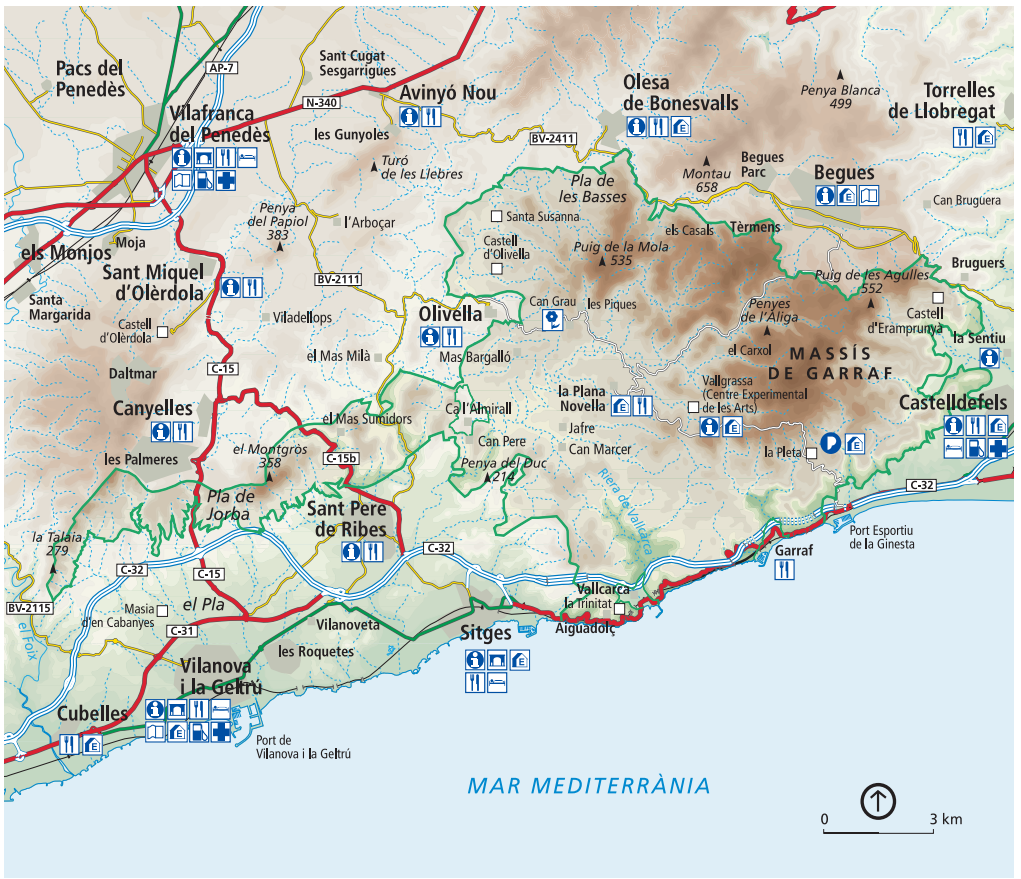 Sant Cugat
Sesgarrigues
Pacs del
Penedès
AP-7
N-340
Avinyó Nou
Olesa
de Bonesvalls
Penya Blanca
499
Torrelles
de Llobregat
Vilafranca
del Penedès
les Gunyoles
BV-2411
Turó
de les Llebres
Pla de
les Basses
Montau
658
Begues
Parc
Begues
Can Bruguera
Penya
del Papiol
383
l'Arboçar
Santa Susanna
els Casals
Tèrmens
els Monjos
Moja
Castell
d'Olivella
Puig de la Mola
535
Bruguers
Sant Miquel
d'Olèrdola
BV-2111
Puig de les Agulles
552
Santa
Margarida
Castell
d'Olèrdola
Viladellops
Olivella
Can Grau
les Piques
Penyes
de l'Àliga
Castell
d'Eramprunyà
la Sentiu
el Mas Milà
Mas Bargalló
el Carxol
MASSÍS
DE GARRAF
C-15
Daltmar
Canyelles
la Plana
Novella
Vallgrassa
(Centre Experimental
de les Arts)
Castelldefels
el Mas Sumidors
Ca l'Almirall
Jafre
Can Marcer
les Palmeres
el Montgròs
358
C-15b
Can Pere
Penya del Duc
214
la Pleta
C-32
Pla de
Jorba
Sant Pere
de Ribes
Riera de Vallcarca
Port Esportiu
de la Ginesta
la Talaia
279
C-32
Garraf
C-32
C-15
BV-2115
Masia
d'en Cabanyes
el Pla
Vallcarca
la Trinitat
el Foix
C-31
Vilanoveta
Sitges
Aiguadolç
les Roquetes
Vilanova
i la Geltrú
Cubelles
Port de
Vilanova i la Geltrú
MAR MEDITERRÀNIA
0
3 km